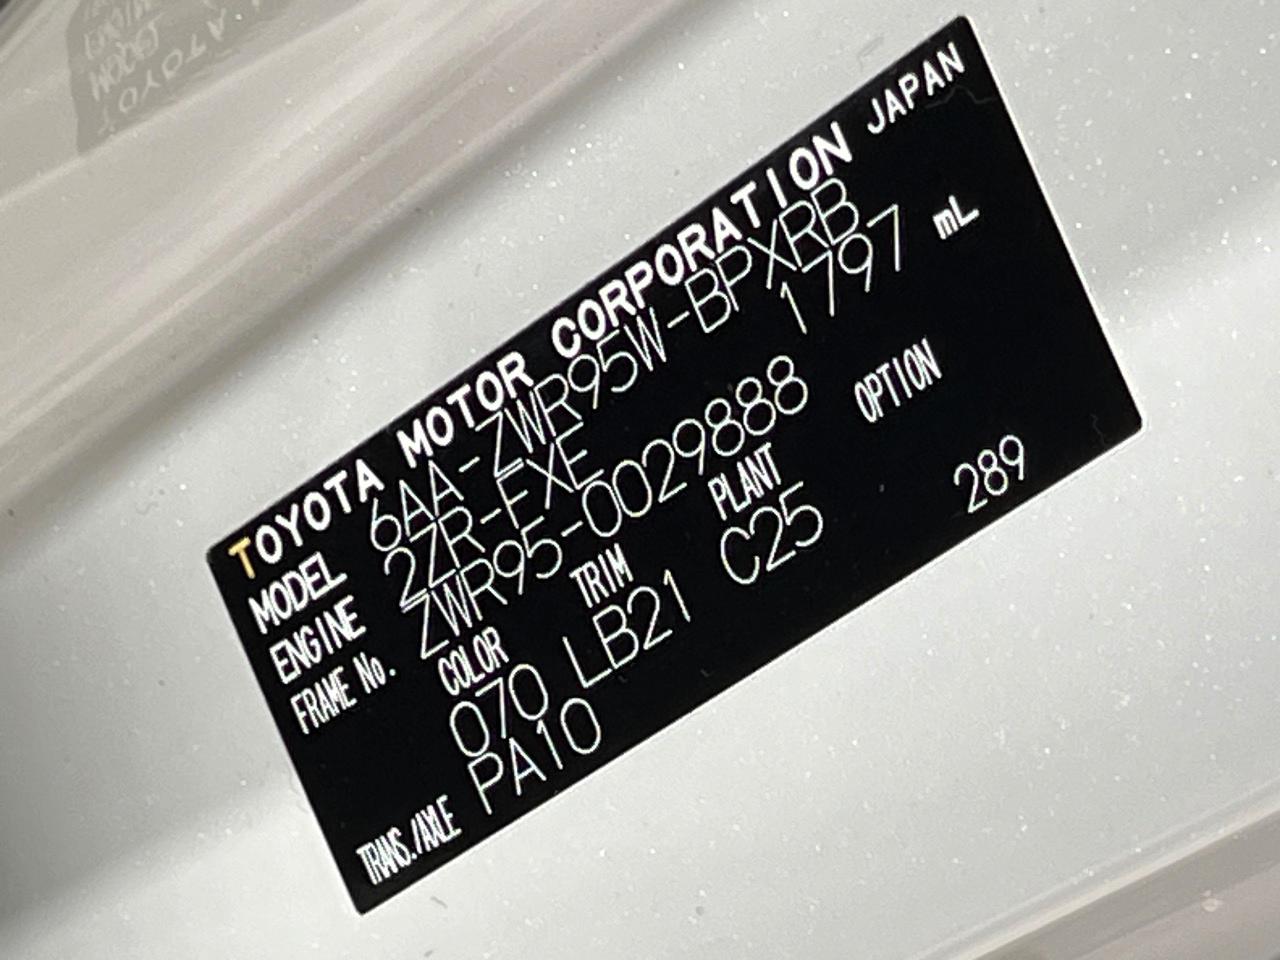 TOYOTA MOTOR CORPORATION JAPAN
MODEL 6AA-ZWR95W-BPXRB
ENGINE 2ZR-FXE 1797 mL
FRAME No. ZWR95-0029888
COLOR TRIM PLANT OPTION
070 LB21 C25 289
TRANS./AXLE PA10